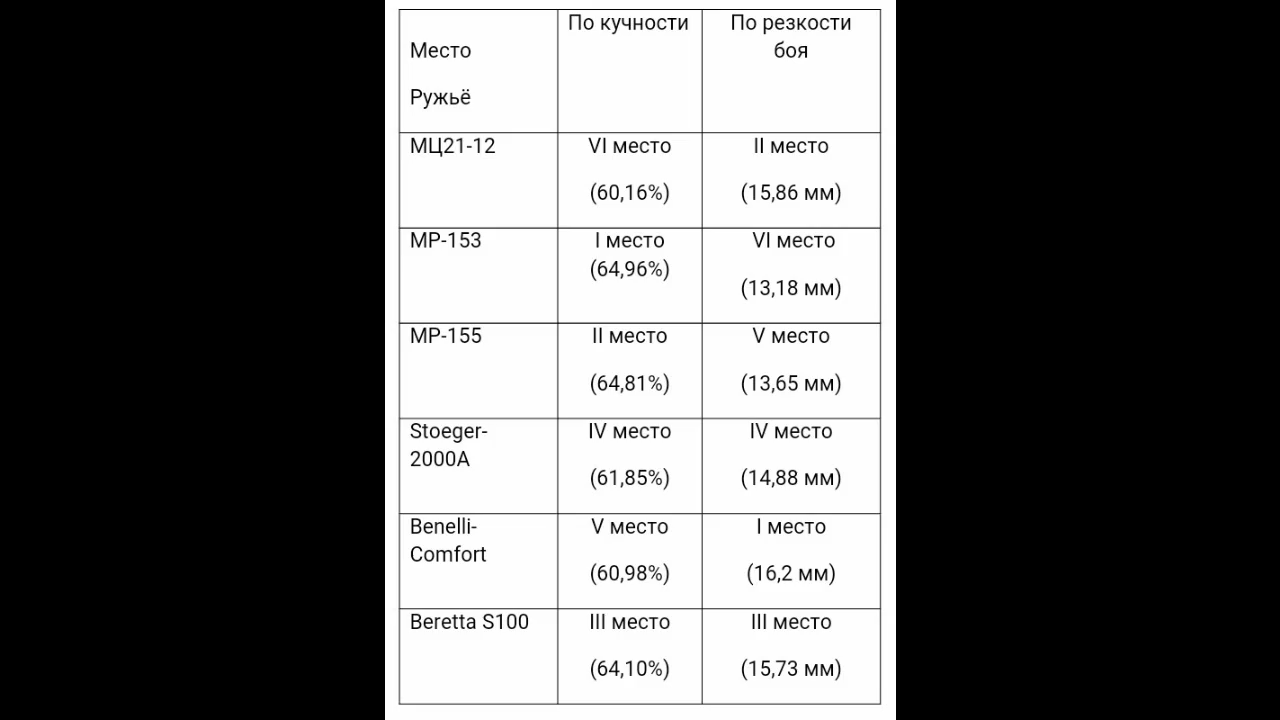 Место
Ружьё
По кучности
По резкости
боя
МЦ21-12
VI место
(60,16%)
II место
(15,86 мм)
МР-153
I место
(64,96%)
VI место
(13,18 мм)
МР-155
II место
(64,81%)
V место
(13,65 мм)
Stoeger-
2000A
IV место
(61,85%)
IV место
(14,88 мм)
Benelli-
Comfort
V место
(60,98%)
I место
(16,2 мм)
Beretta S100
III место
(64,10%)
III место
(15,73 мм)